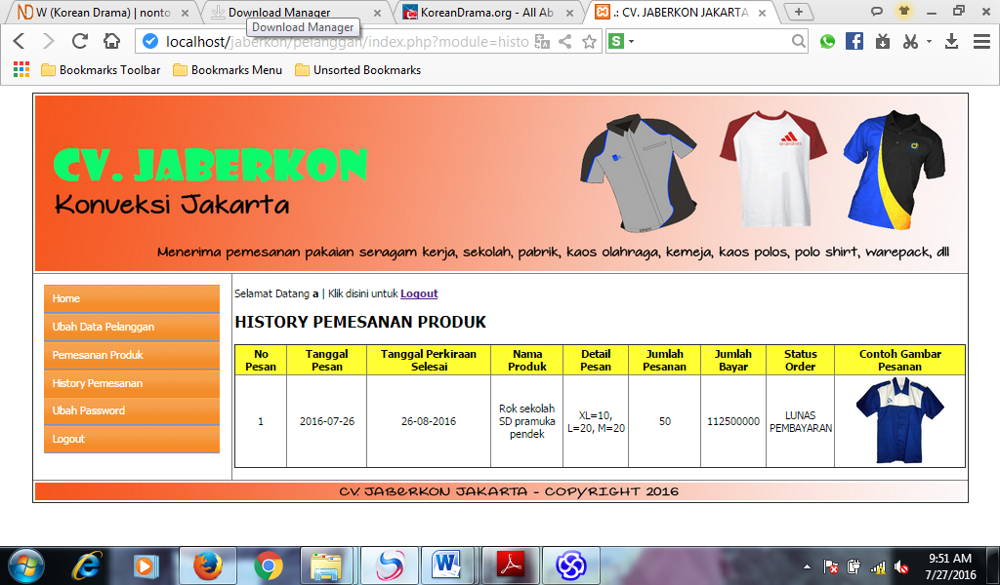 W (Korean Drama) | nonto
Download Manager
KoreanDrama.org - All Ab
.: CV. JABERKON JAKARTA
Download Manager
localhost/jaberkon/pelanggan/index.php?module=histo
S
Bookmarks Toolbar
Bookmarks Menu
Unsorted Bookmarks
CV. JABERKON
Konveksi Jakarta
Menerima pemesanan pakaian seragam kerja, sekolah, pabrik, kaos olahraga, kemeja, kaos polos, polo shirt, warepack, dll
Home
Ubah Data Pelanggan
Pemesanan Produk
History Pemesanan
Ubah Password
Logout
Selamat Datang a | Klik disini untuk Logout
HISTORY PEMESANAN PRODUK
No Pesan
Tanggal Pesan
Tanggal Perkiraan Selesai
Nama Produk
Detail Pesan
Jumlah Pesanan
Jumlah Bayar
Status Order
Contoh Gambar Pesanan
1
2016-07-26
26-08-2016
Rok sekolah
SD pramuka
pendek
XL=10,
L=20, M=20
50
112500000
LUNAS
PEMBAYARAN
CV. JABERKON JAKARTA - COPYRIGHT 2016
9:51 AM
7/27/2016